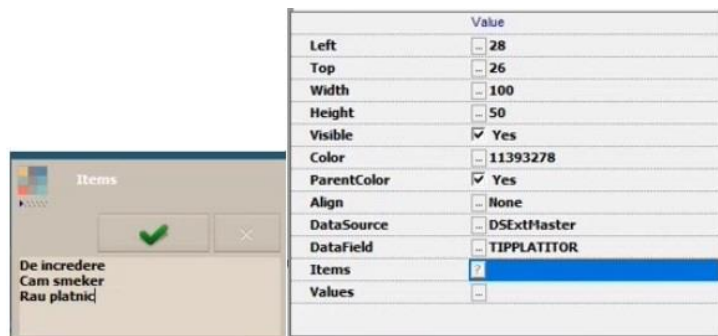 Items
De incredere
Cam smeker
Rau platnic
Value
Left ... 28
Top ... 26
Width ... 100
Height ... 50
Visible Yes
Color ... 11393278
ParentColor Yes
Align ... None
DataSource ... DSExtMaster
DataField ... TIPPLATITOR
Items ?
Values ...